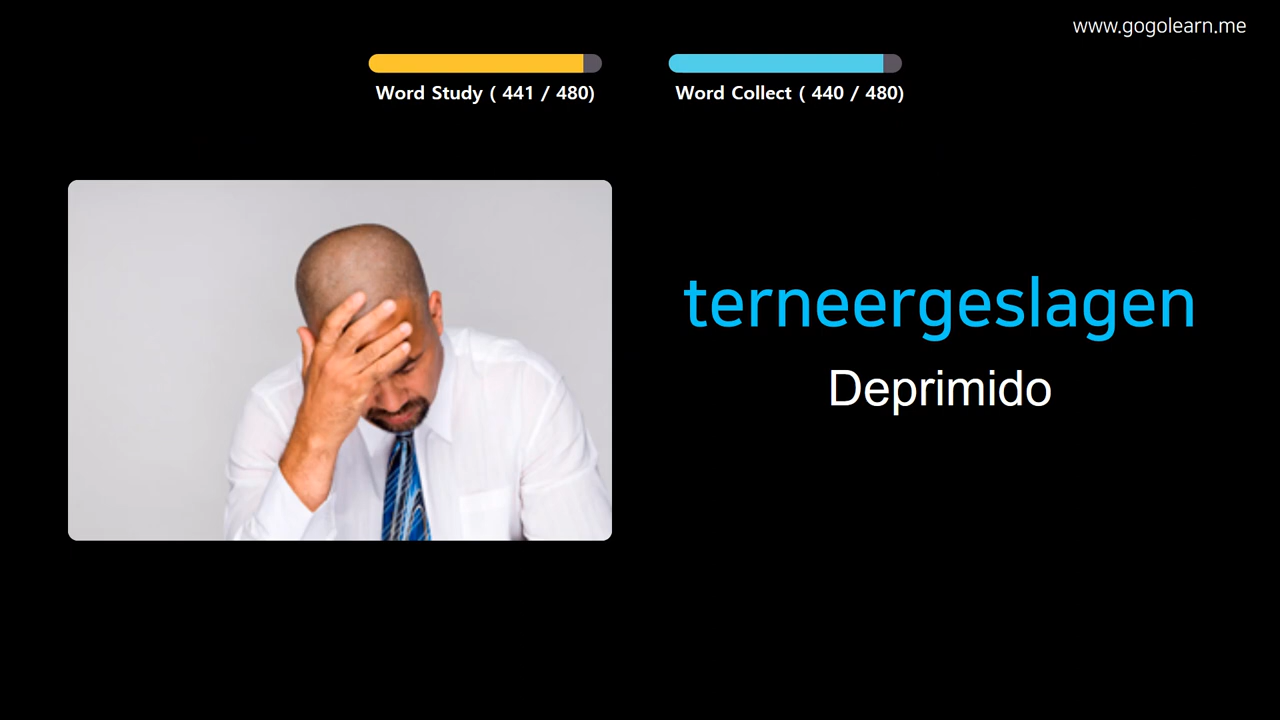 www.gogolearn.me
Word Study ( 441 / 480)
Word Collect ( 440 / 480)
terneergeslagen
Deprimido